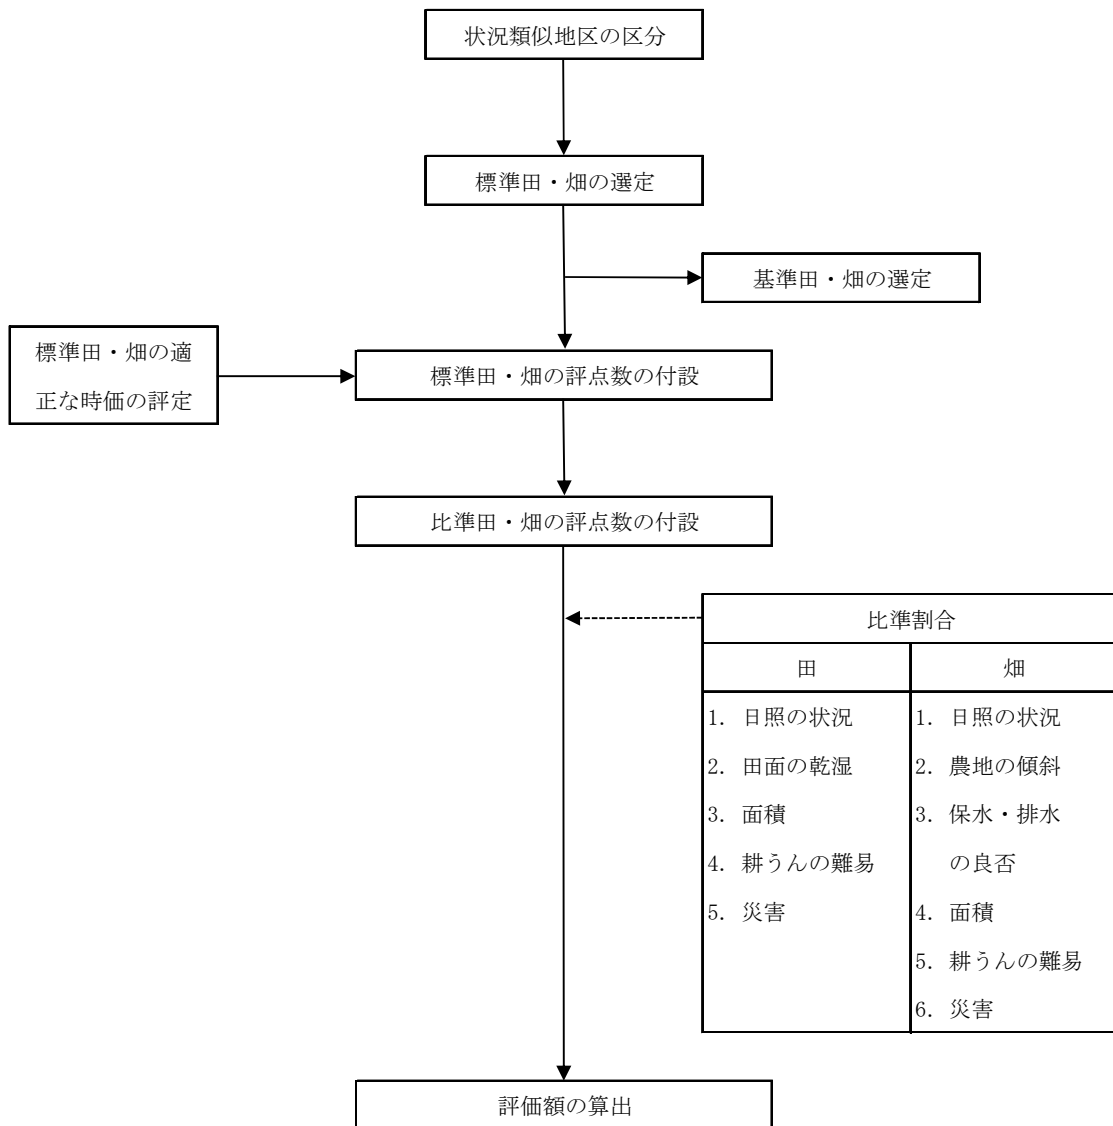 状況類似地区の区分
標準田・畑の選定
基準田・畑の選定
標準田・畑の適
正な時価の評定
標準田・畑の評点数の付設
比準田・畑の評点数の付設
比準割合
田
1. 日照の状況
2. 田面の乾湿
3. 面積
4. 耕うんの難易
5. 災害
畑
1. 日照の状況
2. 農地の傾斜
3. 保水・排水
の良否
4. 面積
5. 耕うんの難易
6. 災害
評価額の算出